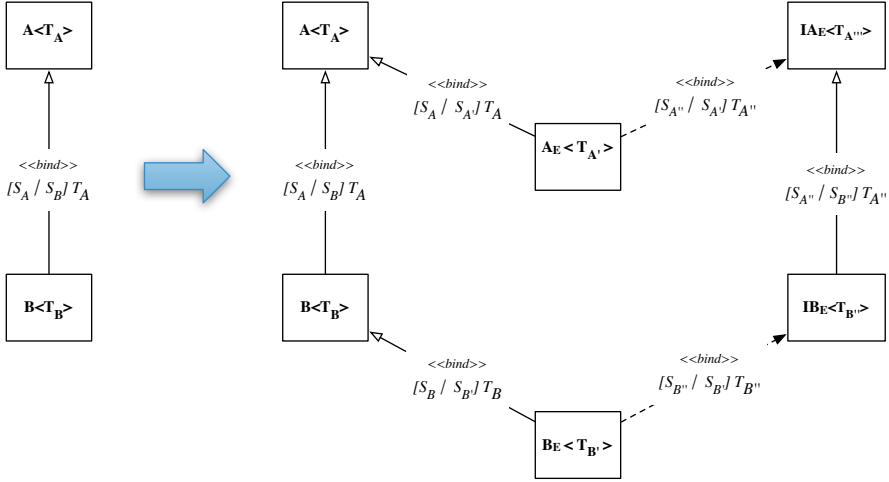 A<T_A>
A<T_A>
IA_E<T_A'''>
<<bind>>
[S_A / S_A'] T_A
<<bind>>
[S_A'' / S_A'] T_A''
A_E < T_A' >
<<bind>>
[S_A / S_B] T_A
<<bind>>
[S_A / S_B] T_A
<<bind>>
[S_A'' / S_B''] T_A''
B<T_B>
B<T_B>
IB_E<T_B''>
<<bind>>
[S_B / S_B'] T_B
<<bind>>
[S_B'' / S_B'] T_B''
B_E < T_B' >